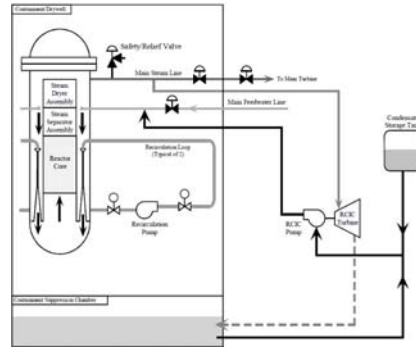 Containment/Drywell
Safety/Relief Valve
Main Steam Line
To Main Turbine
Steam
Dryer
Assembly
Steam
Separator
Assembly
Main Feedwater Line
Reactor
Core
Recirculation Loop
(Typical of 2)
Condensate
Storage Tank
RCIC
Turbine
RCIC
Pump
Recirculation
Pump
Containment Suppression Chamber